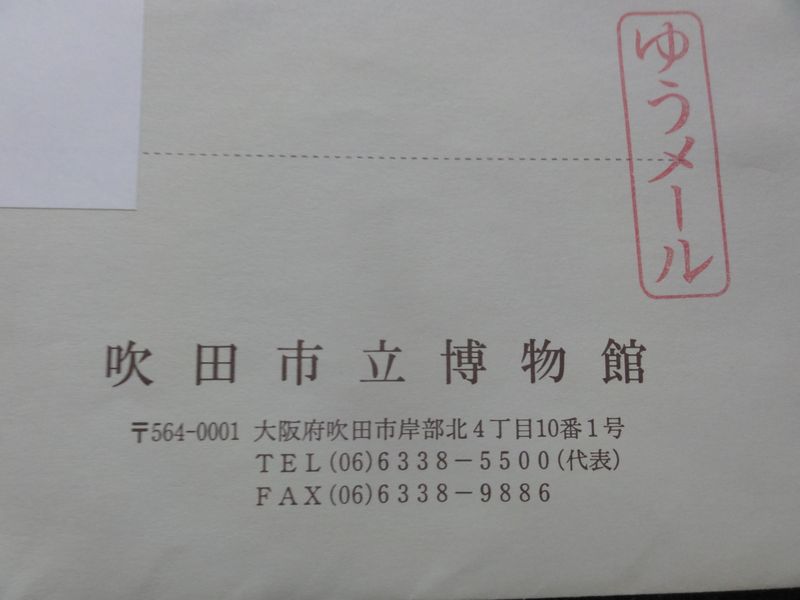 ゆうメール
吹田市立博物館
〒564-0001 大阪府吹田市岸部北4丁目10番1号
TEL(06)6338－5500(代表)
FAX(06)6338－9886